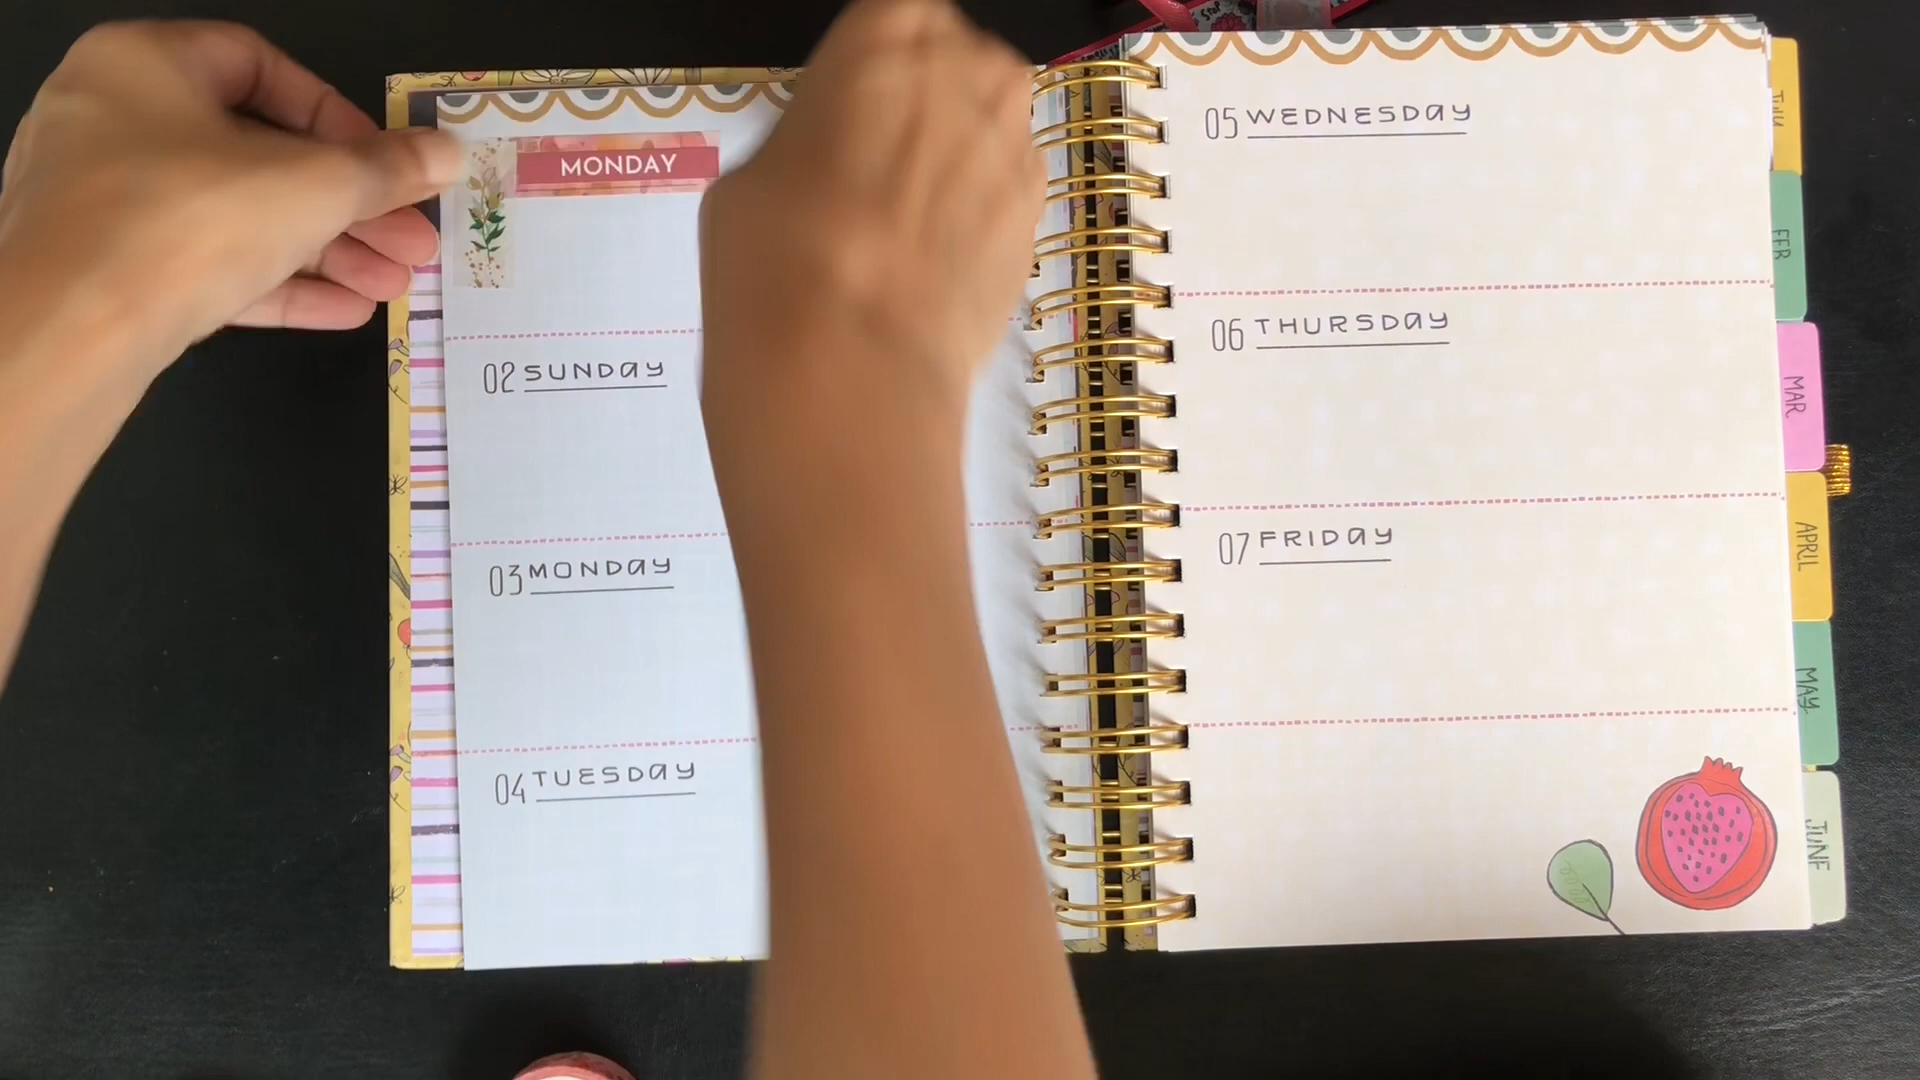 MONDAY
02 SUNDAY
03 MONDAY
04 TUESDAY
05 WEDNESDAY
06 THURSDAY
07 FRIDAY
FEB
MAR
APRIL
MAY
JUNE